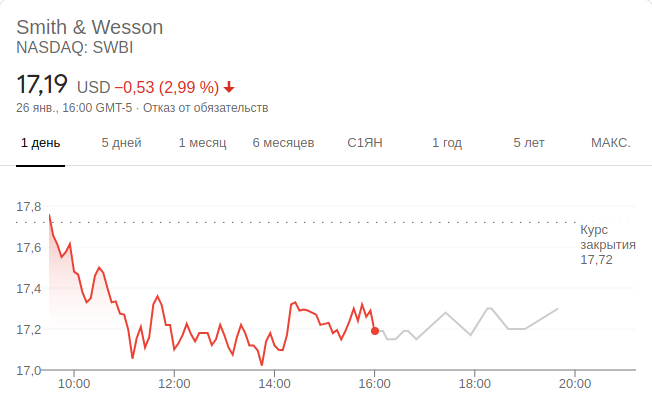 Smith & Wesson
NASDAQ: SWBI
17,19 USD −0,53 (2,99 %)
26 янв., 16:00 GMT-5 · Отказ от обязательств
1 день 5 дней 1 месяц 6 месяцев С1ЯН 1 год 5 лет МАКС.
17,8
Курс
закрытия
17,72
17,6
17,4
17,2
17,0
10:00 12:00 14:00 16:00 18:00 20:00